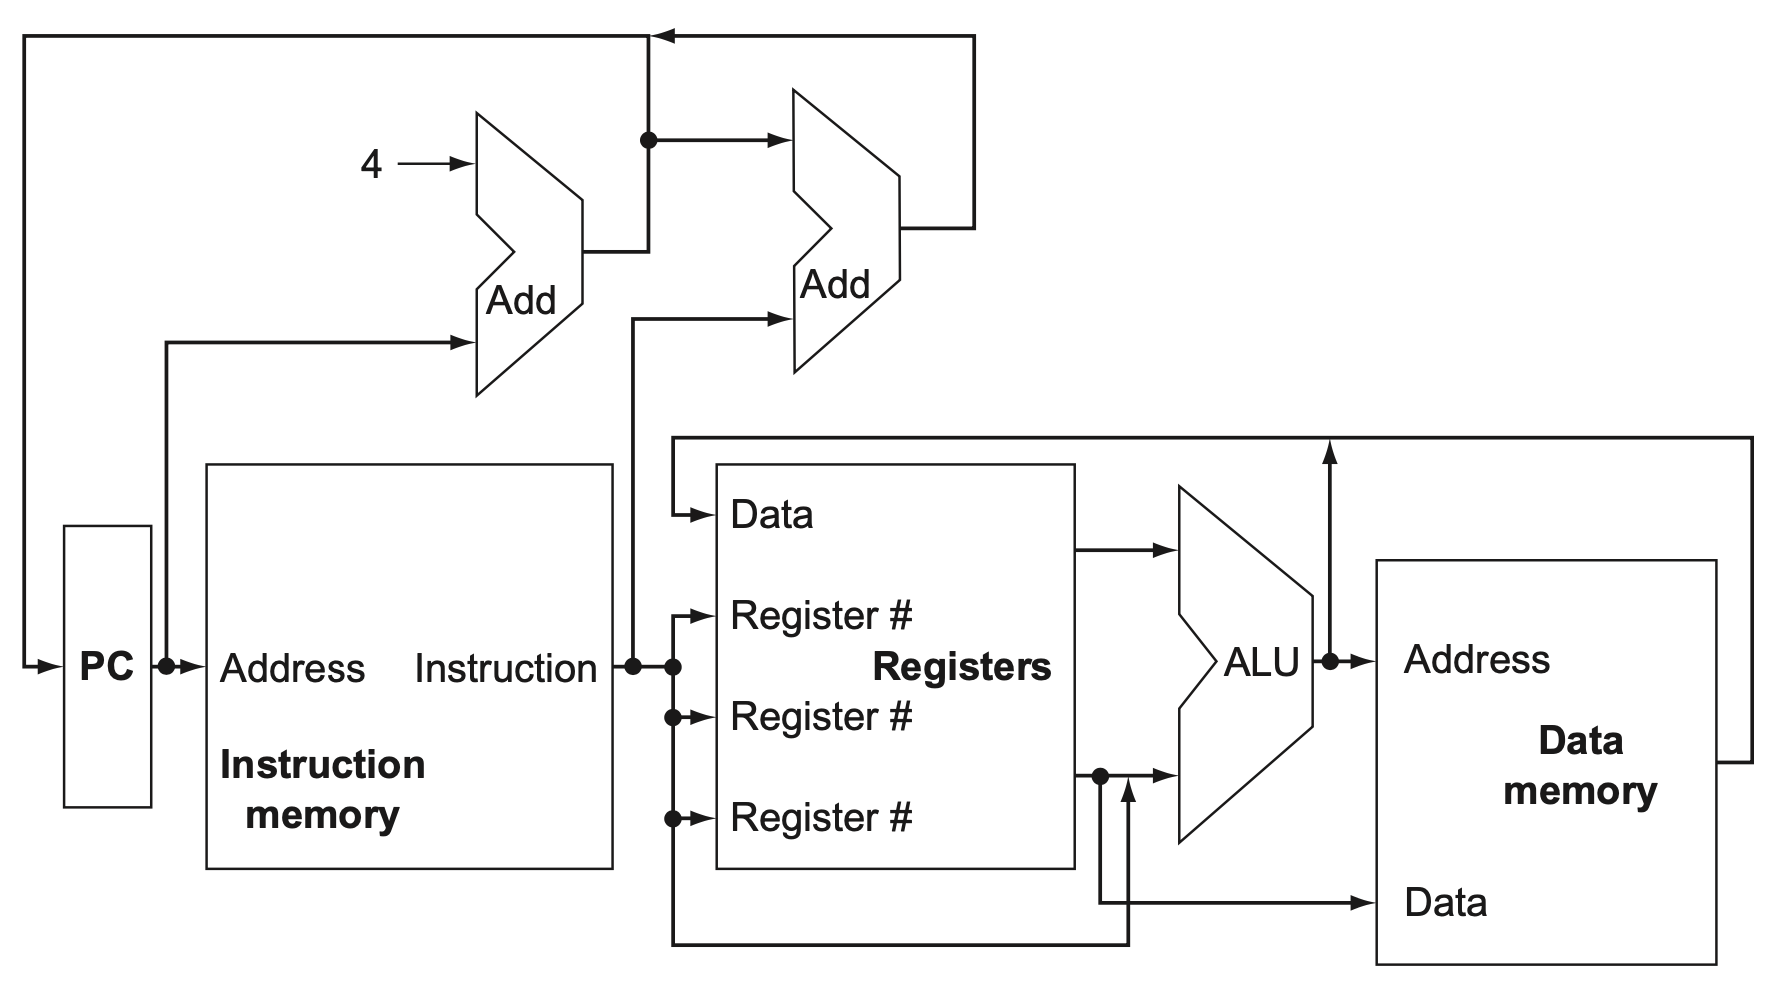 4
Add
Add
Data
Register #
PC
Address
Instruction
Registers
ALU
Address
Register #
Data
memory
Instruction
memory
Register #
Data